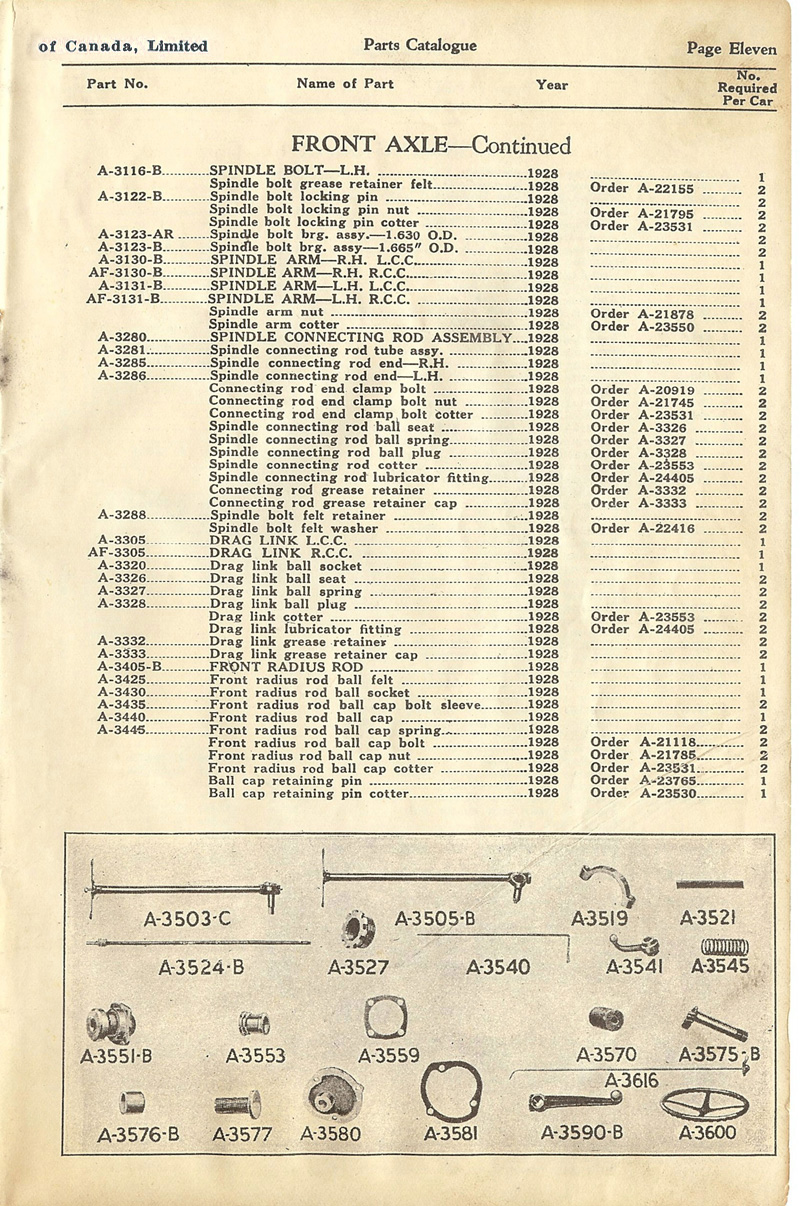 of Canada, Limited Parts Catalogue Page Eleven
Part No. Name of Part Year No. Required Per Car
FRONT AXLE—Continued
A-3116-B..........SPINDLE BOLT—L.H. ..........1928 .......... 1
Spindle bolt grease retainer felt..........1928 Order A-22155 .......... 2
A-3122-B..........Spindle bolt locking pin ..........1928 .......... 2
Spindle bolt locking pin nut ..........1928 Order A-21795 .......... 2
Spindle bolt locking pin cotter ..........1928 Order A-23531 .......... 2
A-3123-AR ..........Spindle bolt brg. assy.—1.630 O.D. ..........1928 .......... 2
A-3123-B..........Spindle bolt brg. assy—1.665" O.D. ..........1928 .......... 2
A-3130-B..........SPINDLE ARM—R.H. L.C.C...........1928 .......... 1
AF-3130-B..........SPINDLE ARM—R.H. R.C.C...........1928 .......... 1
A-3131-B..........SPINDLE ARM—L.H. L.C.C...........1928 .......... 1
AF-3131-B..........SPINDLE ARM—L.H. R.C.C. ..........1928 .......... 1
Spindle arm nut ..........1928 Order A-21878 .......... 2
Spindle arm cotter ..........1928 Order A-23550 .......... 2
A-3280..........SPINDLE CONNECTING ROD ASSEMBLY...1928 .......... 1
A-3281..........Spindle connecting rod tube assy. ..........1928 .......... 1
A-3285..........Spindle connecting rod end—R.H. ..........1928 .......... 1
A-3286..........Spindle connecting rod end—L.H. ..........1928 .......... 1
Connecting rod end clamp bolt ..........1928 Order A-20919 .......... 2
Connecting rod end clamp bolt nut ..........1928 Order A-21745 .......... 2
Connecting rod end clamp bolt cotter ..........1928 Order A-23531 .......... 2
Spindle connecting rod ball seat ..........1928 Order A-3326 .......... 2
Spindle connecting rod ball spring..........1928 Order A-3327 .......... 2
Spindle connecting rod ball plug ..........1928 Order A-3328 .......... 2
Spindle connecting rod cotter ..........1928 Order A-23553 .......... 2
Spindle connecting rod lubricator fitting..........1928 Order A-24405 .......... 2
Connecting rod grease retainer ..........1928 Order A-3332 .......... 2
Connecting rod grease retainer cap ..........1928 Order A-3333 .......... 2
A-3288..........Spindle bolt felt retainer ..........1928 .......... 2
Spindle bolt felt washer ..........1928 Order A-22416 .......... 2
A-3305..........DRAG LINK L.C.C. ..........1928 .......... 1
AF-3305..........DRAG LINK R.C.C. ..........1928 .......... 1
A-3320..........Drag link ball socket ..........1928 .......... 1
A-3326..........Drag link ball seat ..........1928 .......... 2
A-3327..........Drag link ball spring ..........1928 .......... 2
A-3328..........Drag link ball plug ..........1928 .......... 2
Drag link cotter ..........1928 Order A-23553 .......... 2
Drag link lubricator fitting ..........1928 Order A-24405 .......... 2
A-3332..........Drag link grease retainer ..........1928 .......... 2
A-3333..........Drag link grease retainer cap ..........1928 .......... 2
A-3405-B..........FRONT RADIUS ROD ..........1928 .......... 1
A-3425..........Front radius rod ball felt ..........1928 .......... 1
A-3430..........Front radius rod ball socket ..........1928 .......... 1
A-3435..........Front radius rod ball cap bolt sleeve..........1928 .......... 2
A-3440..........Front radius rod ball cap ..........1928 .......... 1
A-3445..........Front radius rod ball cap spring..........1928 .......... 2
Front radius rod ball cap bolt ..........1928 Order A-21118.......... 2
Front radius rod ball cap nut ..........1928 Order A-21785.......... 2
Front radius rod ball cap cotter ..........1928 Order A-23531.......... 2
Ball cap retaining pin ..........1928 Order A-23765.......... 1
Ball cap retaining pin cotter..........1928 Order A-23530.......... 1
A-3503-C A-3505-B A-3519 A-3521
A-3524-B A-3527 A-3540 A-3541 A-3545
A-3551-B A-3553 A-3559 A-3570 A-3575-B
A-3616
A-3576-B A-3577 A-3580 A-3581 A-3590-B A-3600